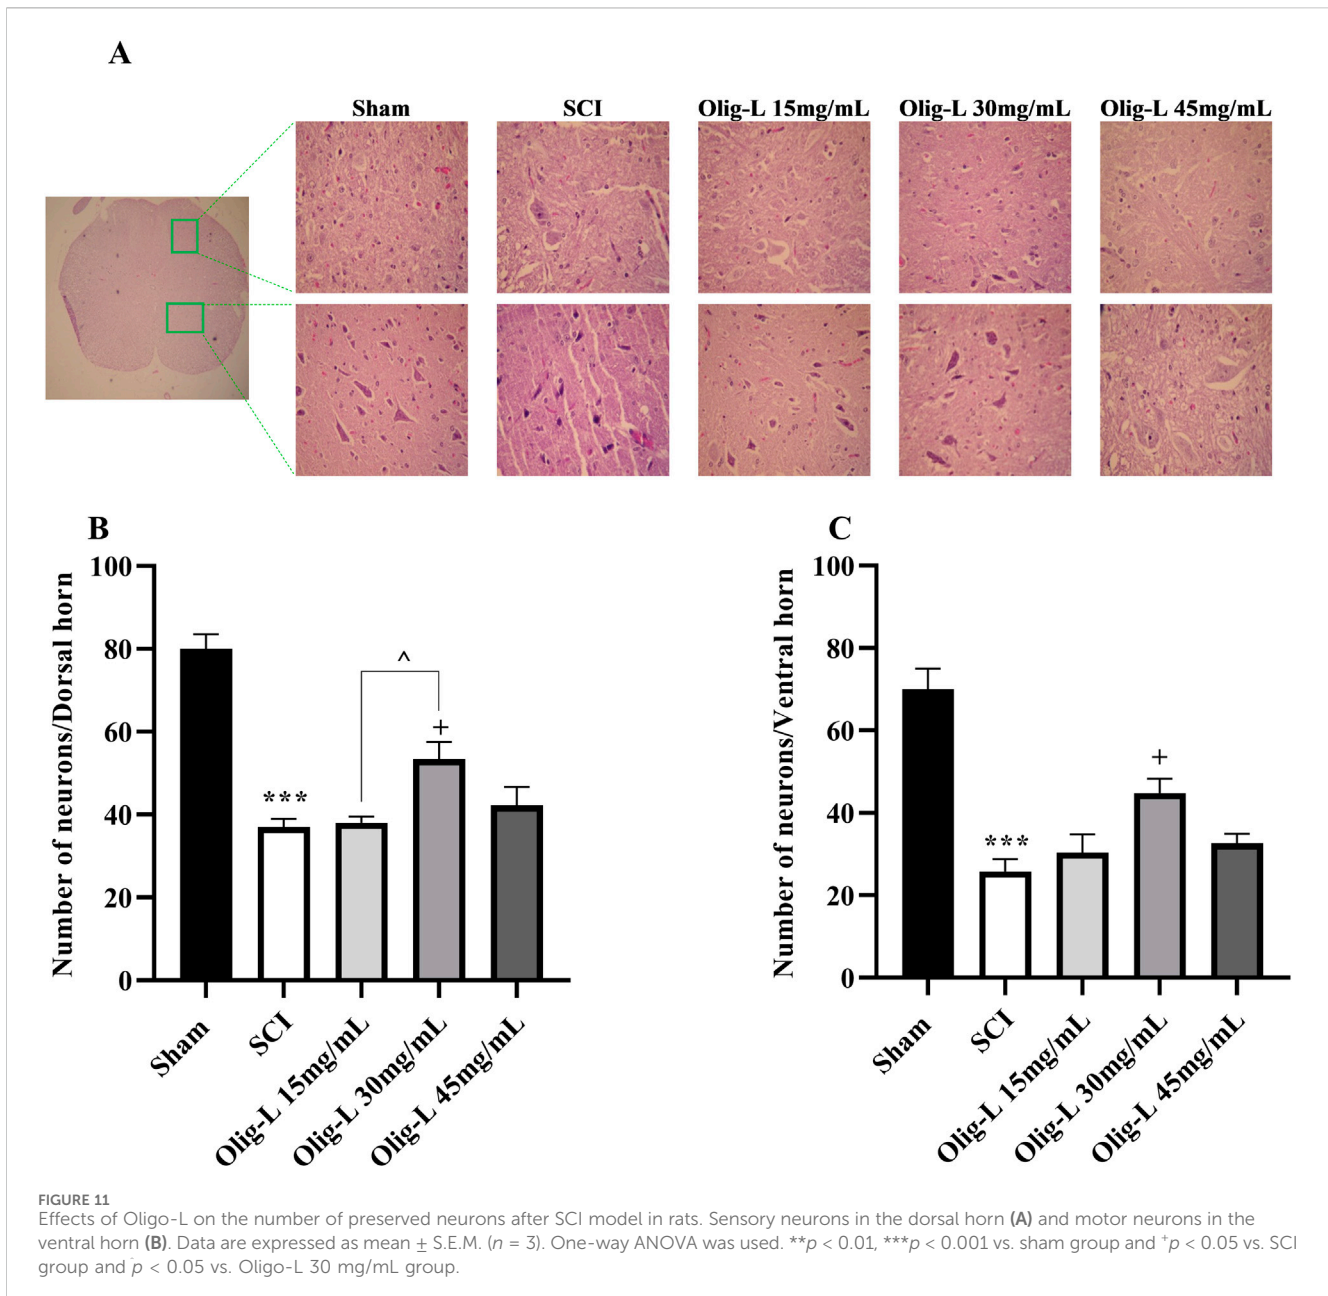 A
Sham SCI Olig-L 15mg/mL Olig-L 30mg/mL Olig-L 45mg/mL
B
Number of neurons/Dorsal horn
100
80
60
40
20
0
***
^
+
Sham
SCI
Olig-L 15mg/mL
Olig-L 30mg/mL
Olig-L 45mg/mL
C
Number of neurons/Ventral horn
100
80
60
40
20
0
***
+
Sham
SCI
Olig-L 15mg/mL
Olig-L 30mg/mL
Olig-L 45mg/mL
FIGURE 11
Effects of Oligo-L on the number of preserved neurons after SCI model in rats. Sensory neurons in the dorsal horn (A) and motor neurons in the
ventral horn (B). Data are expressed as mean ± S.E.M. (n = 3). One-way ANOVA was used. **p < 0.01, ***p < 0.001 vs. sham group and +p < 0.05 vs. SCI
group and ^p < 0.05 vs. Oligo-L 30 mg/mL group.